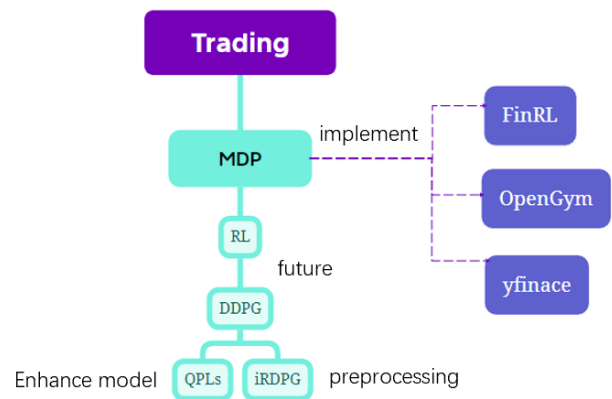 Trading
implement
FinRL
MDP
OpenGym
RL
future
yfinace
DDPG
Enhance model QPLs iRDPG preprocessing